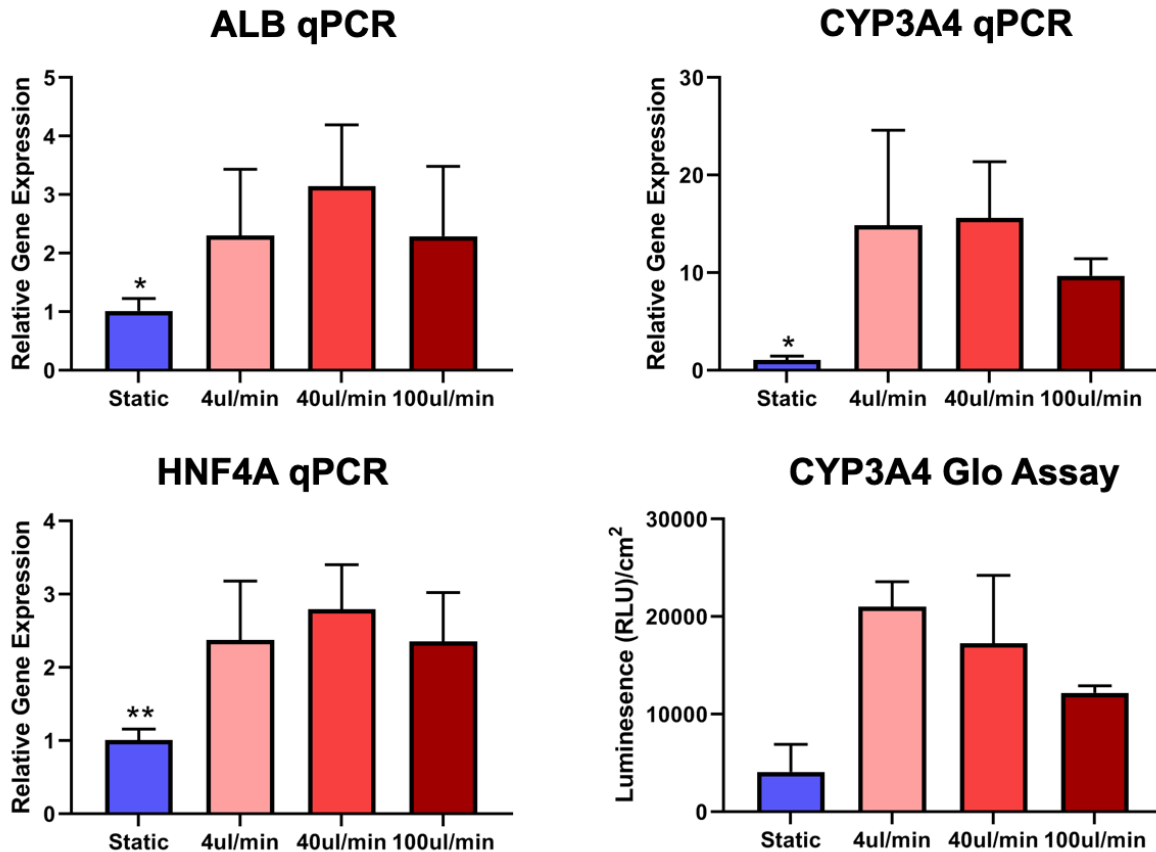 ALB qPCR
Relative Gene Expression
5
4
3
2
1
0
*
Static 4ul/min 40ul/min 100ul/min
CYP3A4 qPCR
Relative Gene Expression
30
20
10
0
*
Static 4ul/min 40ul/min 100ul/min
HNF4A qPCR
Relative Gene Expression
4
3
2
1
0
**
Static 4ul/min 40ul/min 100ul/min
CYP3A4 Glo Assay
Luminesence (RLU)/cm²
30000
20000
10000
0
Static 4ul/min 40ul/min 100ul/min